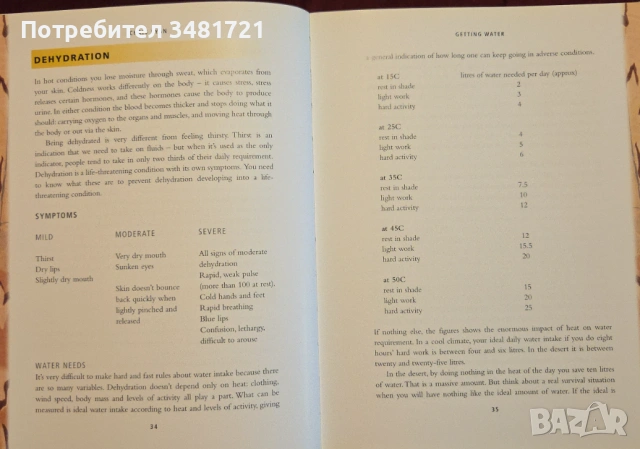 Потребител 3481721
DEHYDRATION
In hot conditions you lose moisture through sweat, which evaporates from
your skin. Coldness works differently on the body – it causes stress, stress
releases certain hormones, and these hormones cause the body to produce
urine. In either condition the blood becomes thicker and stops doing what it
should: carrying oxygen to the organs and muscles, and moving heat through
the body or out via the skin.
Being dehydrated is very different from feeling thirsty. Thirst is an
indication that we need to take on fluids – but when it's used as the only
indicator, people tend to take in only two thirds of their daily requirement.
Dehydration is a life-threatening condition with its own symptoms. You need
to know what these are to prevent dehydration developing into a life-
threatening condition.
SYMPTOMS
MILD
Thirst
Dry lips
Slightly dry mouth
MODERATE
Very dry mouth
Sunken eyes
Skin doesn't bounce
back quickly when
lightly pinched and
released
SEVERE
All signs of moderate
dehydration
Rapid, weak pulse
(more than 100 at rest).
Cold hands and feet
Rapid breathing
Blue lips
Confusion, lethargy,
difficult to arouse
WATER NEEDS
It's very difficult to make hard and fast rules about water intake because there
are so many variables. Dehydration doesn't depend only on heat: clothing,
wind speed, body mass and levels of activity all play a part. What can be
measured is ideal water intake according to heat and levels of activity, giving
34
GETTING WATER
a general indication of how long one can keep going in adverse conditions.
at 15C litres of water needed per day (approx)
rest in shade 2
light work 3
hard activity 4
at 25C
rest in shade 4
light work 5
hard activity 6
at 35C
rest in shade 7.5
light work 10
hard activity 12
at 45C
rest in shade 12
light work 15.5
hard activity 20
at 50C
rest in shade 15
light work 20
hard activity 25
If nothing else, the figures shows the enormous impact of heat on water
requirement. In a cool climate, your ideal daily water intake if you do eight
hours' hard work is between four and six litres. In the desert it is between
twenty and twenty-five litres.
In the desert, by doing nothing in the heat of the day you save ten litres
of water. That is a massive amount. But think about a real survival situation
when you will have nothing like the ideal amount of water. If the ideal is
35
BAZAR